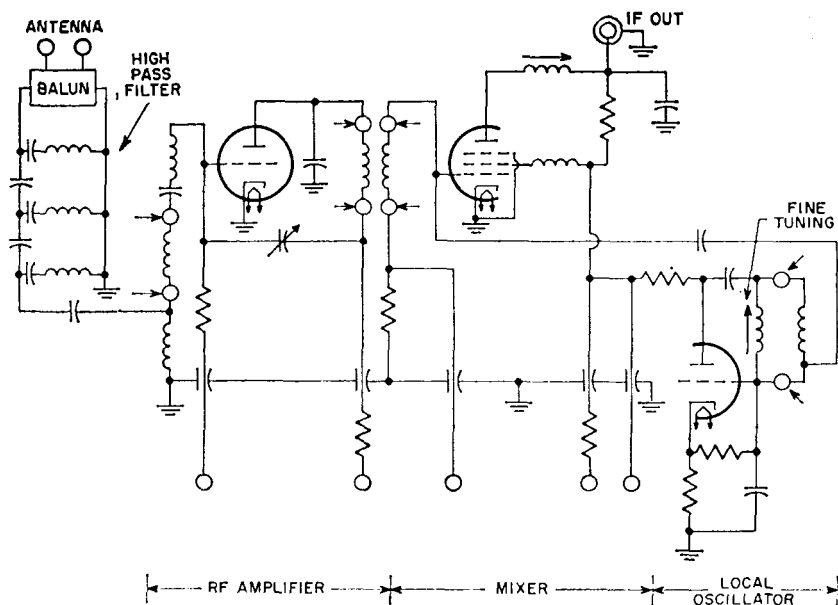 ANTENNA
BALUN
HIGH
PASS
FILTER
IF OUT
FINE
TUNING
RF AMPLIFIER
MIXER
LOCAL
OSCILLATOR